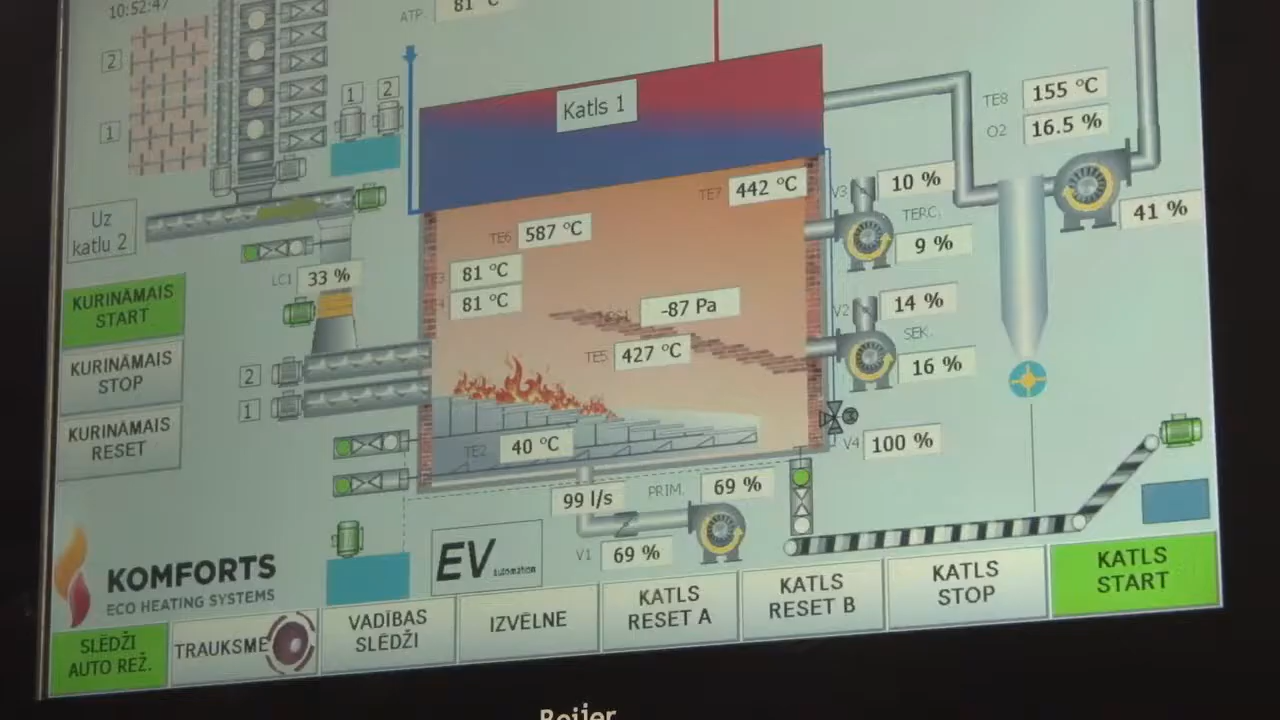 10:52:47
ATP.
81 °C
2
1
1
2
Katls 1
TE8
155 °C
O2
16.5 %
41 %
TE7
442 °C
V3
10 %
TERC.
9 %
Uz
katlu 2
TE6
587 °C
81 °C
81 °C
LC1
33 %
-87 Pa
V2
14 %
SEK.
16 %
TE5
427 °C
KURINĀMAIS
START
KURINĀMAIS
STOP
KURINĀMAIS
RESET
2
1
TE2
40 °C
V4
100 %
99 l/s
PRIM.
69 %
V1
69 %
KOMFORTS
ECO HEATING SYSTEMS
EV
Automation
SLĒDŽI
AUTO REŽ.
TRAUKSME
VADĪBAS
SLĒDŽI
IZVĒLNE
KATLS
RESET A
KATLS
RESET B
KATLS
STOP
KATLS
START
Beijer